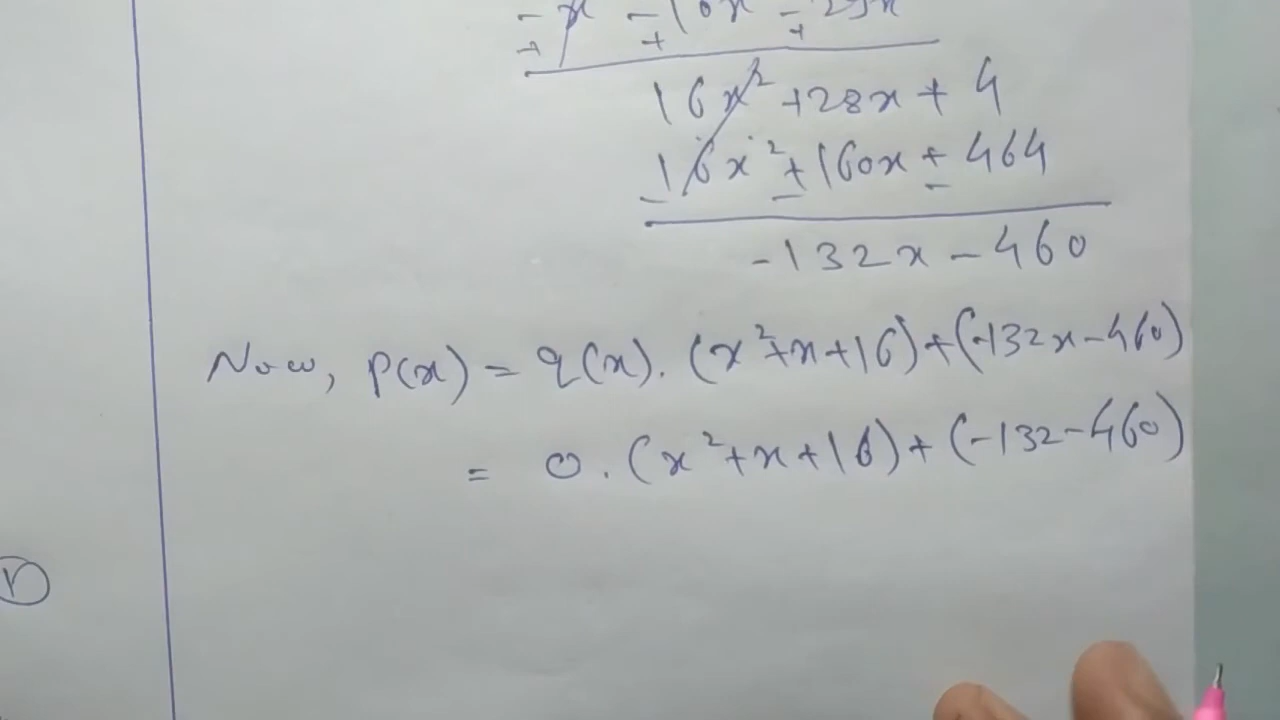 16x² + 28x + 4
16x² + 160x + 464
-132x - 460
Now, p(x) = q(x). (x²+x+16)+(-132x-460)
= 0. (x²+x+16)+(-132-460)